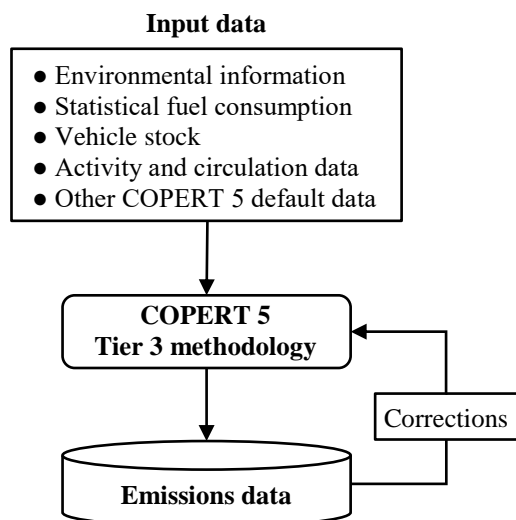 Input data
● Environmental information
● Statistical fuel consumption
● Vehicle stock
● Activity and circulation data
● Other COPERT 5 default data
COPERT 5
Tier 3 methodology
Corrections
Emissions data